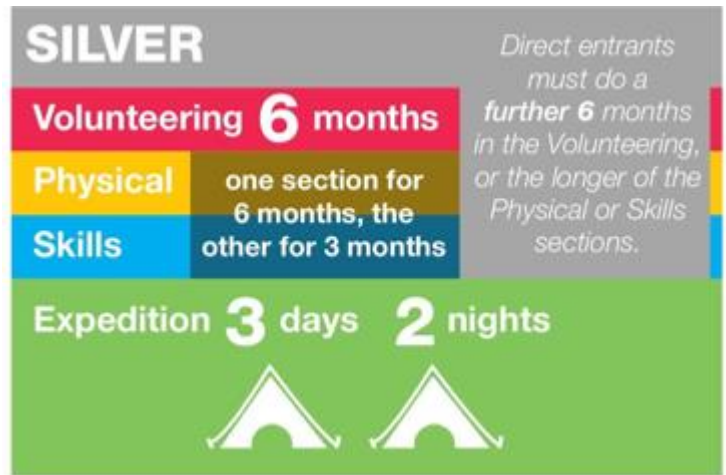 SILVER
Volunteering 6 months
Physical
Skills
one section for
6 months, the
other for 3 months
Direct entrants
must do a
further 6 months
in the Volunteering,
or the longer of the
Physical or Skills
sections.
Expedition 3 days 2 nights